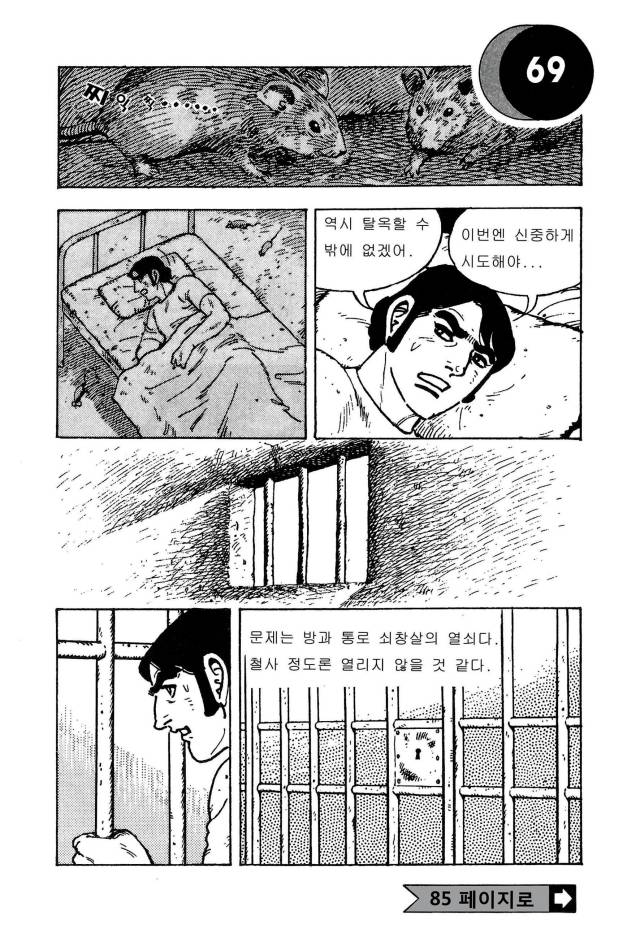 69
찌익 찍......
역시 탈옥할 수
밖에 없겠어.
이번엔 신중하게
시도해야...
문제는 방과 통로 쇠창살의 열쇠다.
철사 정도론 열리지 않을 것 같다.
85 페이지로